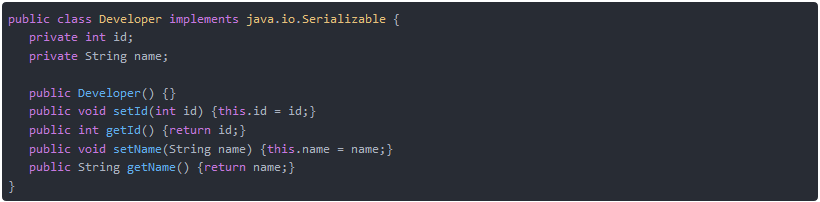 public class Developer implements java.io.Serializable {
   private int id;
   private String name;

   public Developer() {}
   public void setId(int id) {this.id = id;}
   public int getId() {return id;}
   public void setName(String name) {this.name = name;}
   public String getName() {return name;}
}